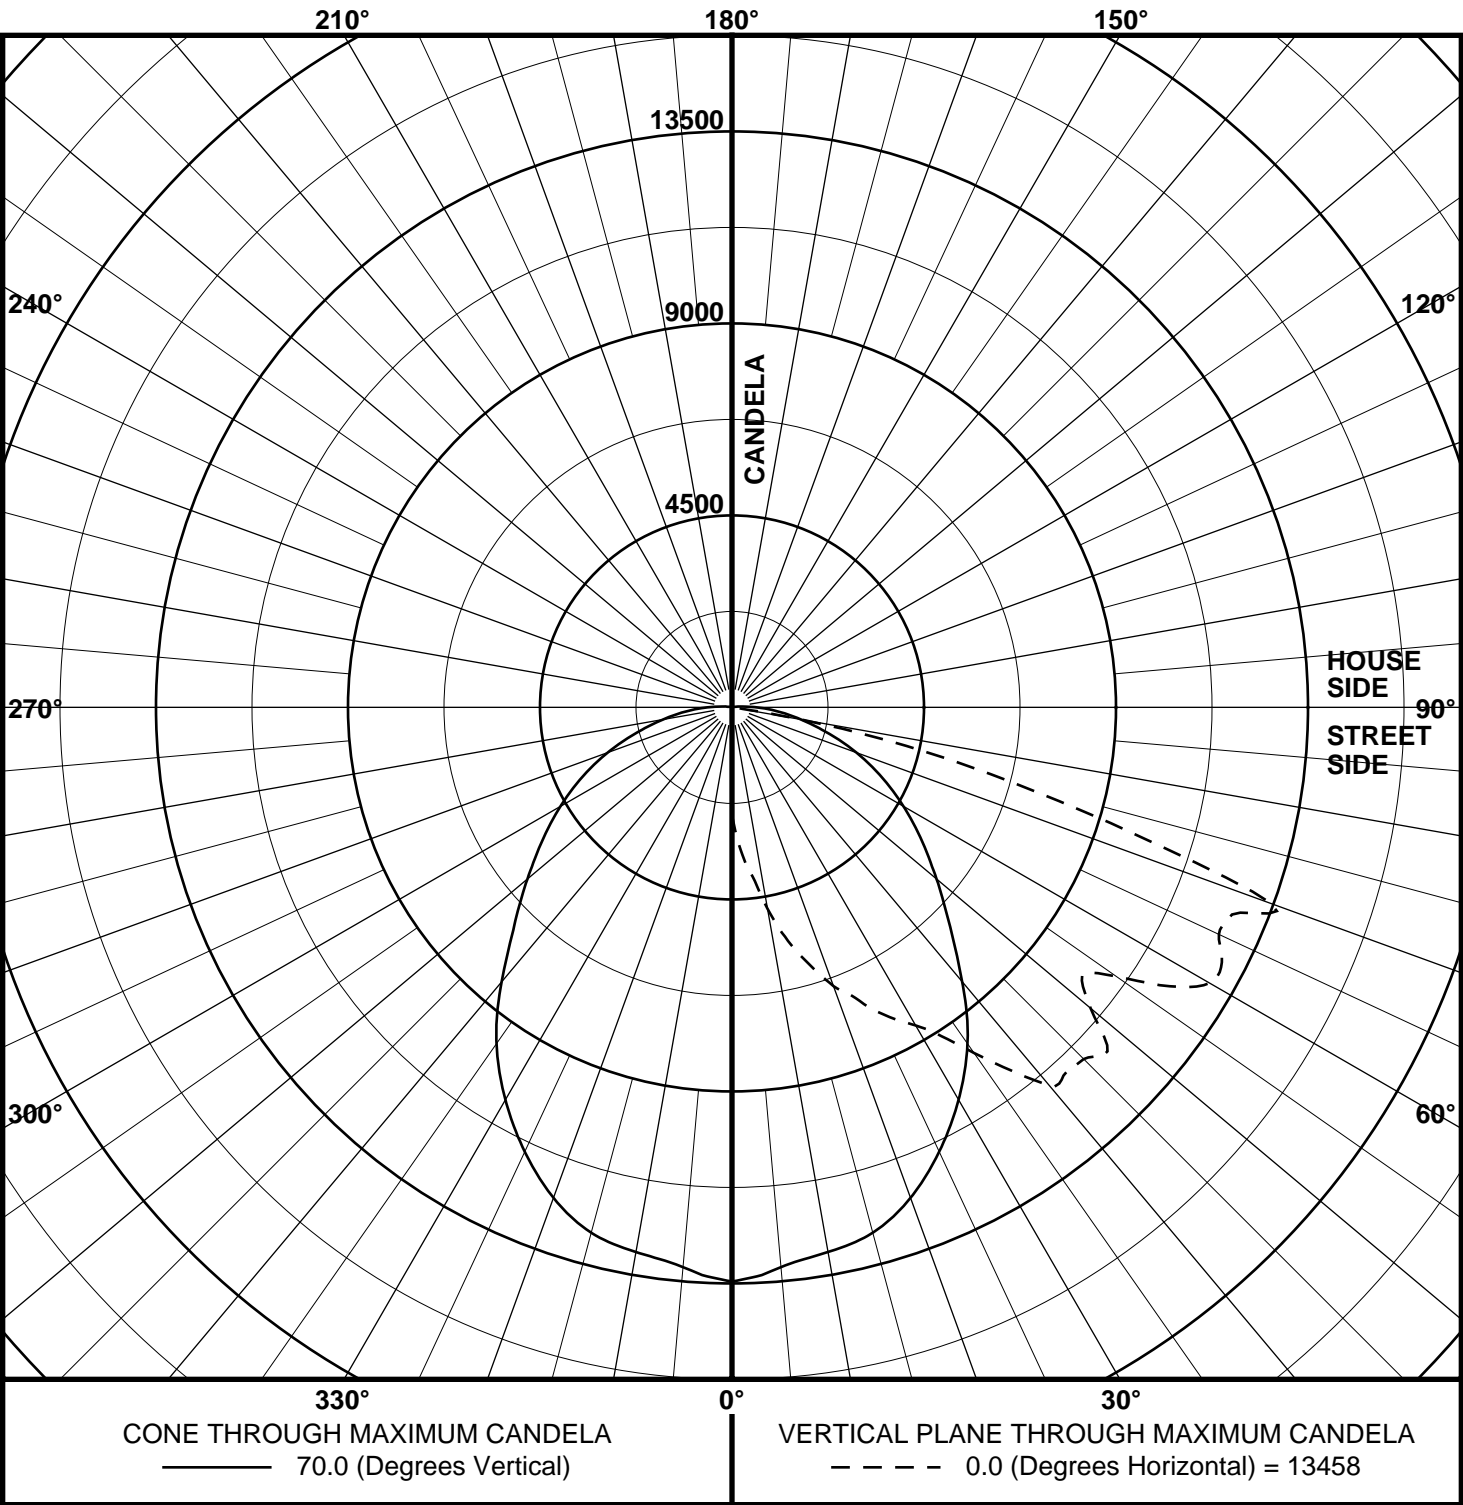 210°
180°
150°
13500
9000
4500
CANDELA
240°
120°
HOUSE
SIDE
270°
90°
STREET
SIDE
300°
60°
330°
0°
30°
CONE THROUGH MAXIMUM CANDELA
70.0 (Degrees Vertical)
VERTICAL PLANE THROUGH MAXIMUM CANDELA
0.0 (Degrees Horizontal) = 13458